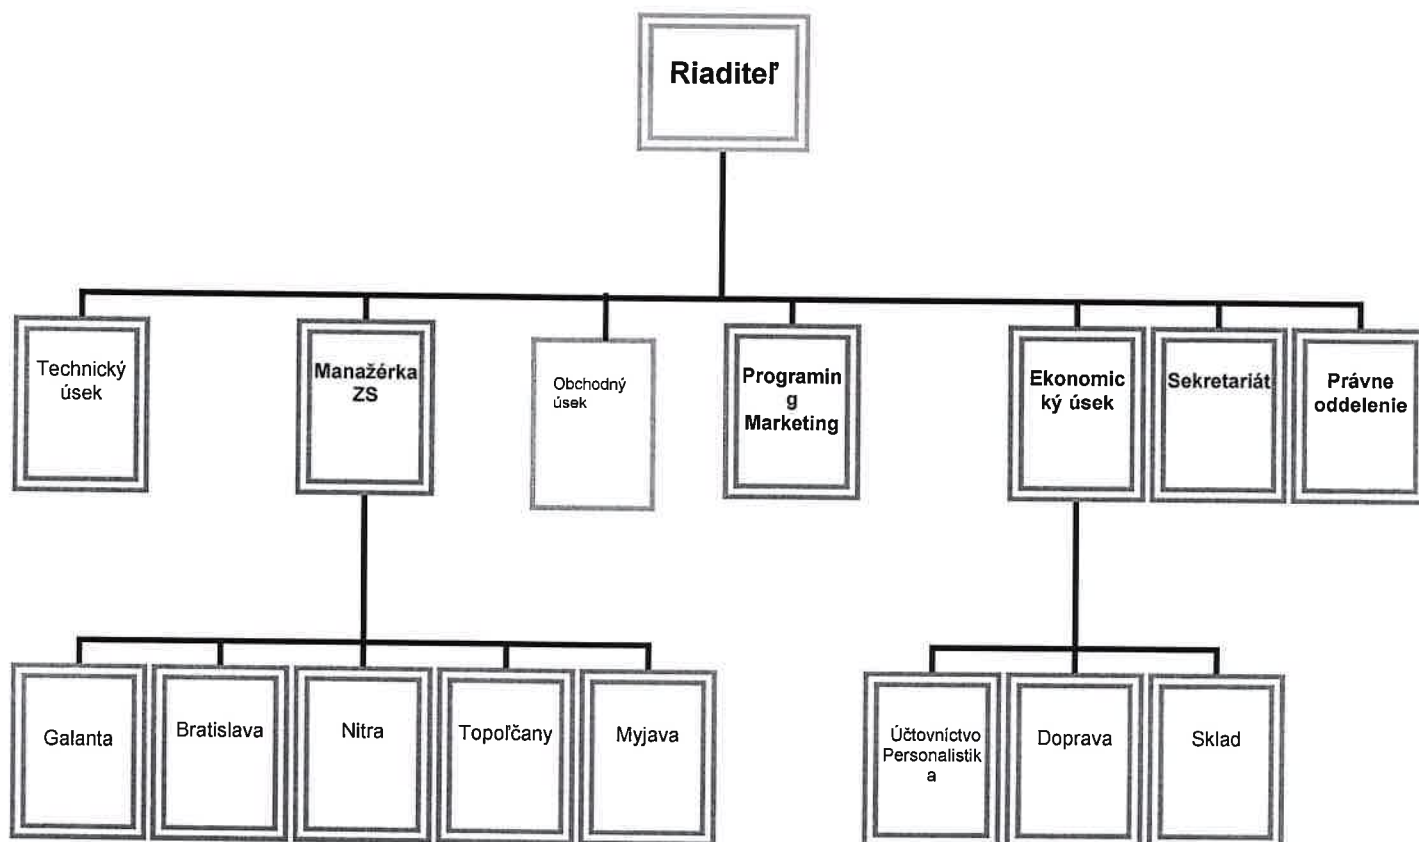 Riaditeľ
Technický
úsek
Manažérka
ZS
Obchodný
úsek
Programin
g
Marketing
Ekonomic
ký úsek
Sekretariát
Právne
oddelenie
Galanta
Bratislava
Nitra
Topoľčany
Myjava
Účtovníctvo
Personalistik
a
Doprava
Sklad